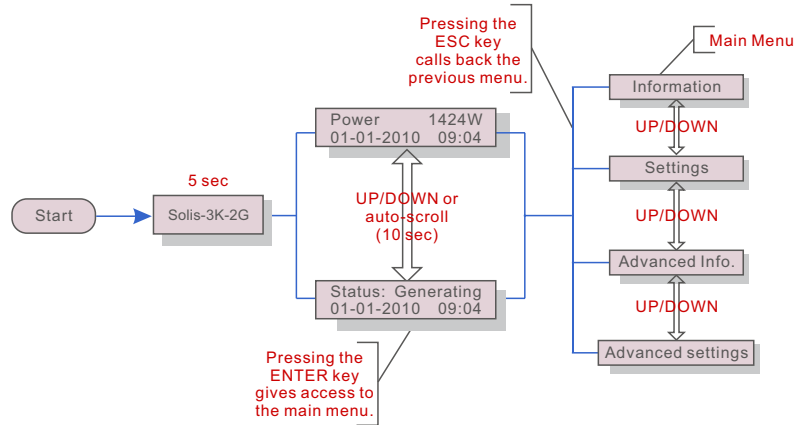 Pressing the
ESC key
calls back the
previous menu.
Main Menu
Information
UP/DOWN
Settings
UP/DOWN
Advanced Info.
UP/DOWN
Advanced settings
Power 1424W
01-01-2010 09:04
5 sec
Start
Solis-3K-2G
UP/DOWN or
auto-scroll
(10 sec)
Status: Generating
01-01-2010 09:04
Pressing the
ENTER key
gives access to
the main menu.